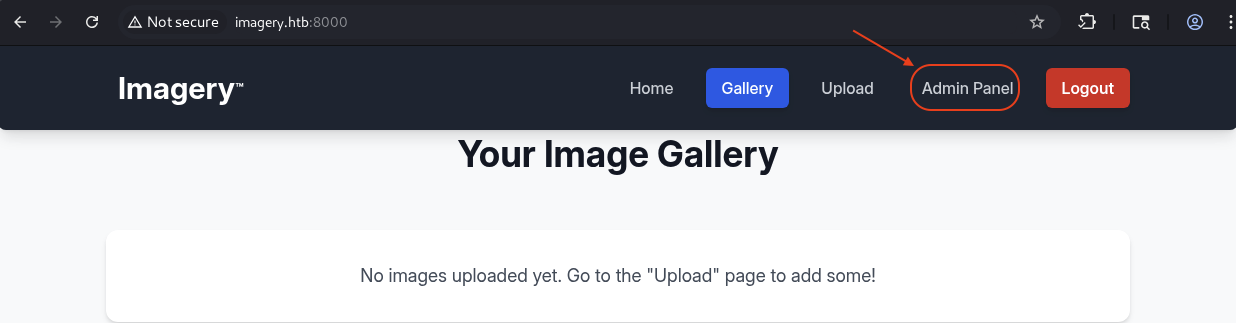 Not secure imagery.htb:8000
Imagery™ Home Gallery Upload Admin Panel Logout
Your Image Gallery
No images uploaded yet. Go to the "Upload" page to add some!